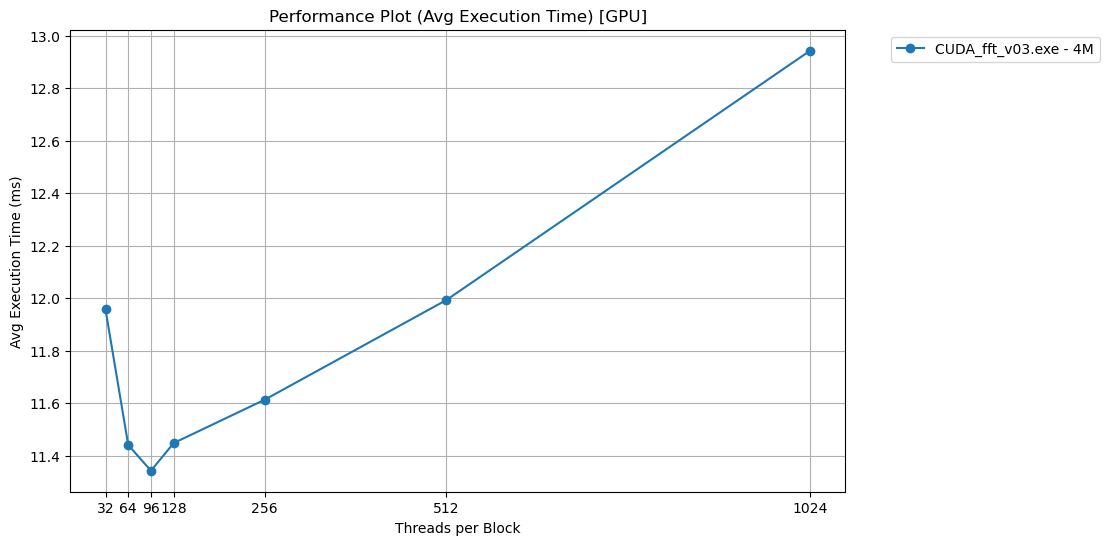 Performance Plot (Avg Execution Time) [GPU]
CUDA_fft_v03.exe - 4M
Avg Execution Time (ms)
13.0
12.8
12.6
12.4
12.2
12.0
11.8
11.6
11.4
32 64 96 128 256 512 1024
Threads per Block